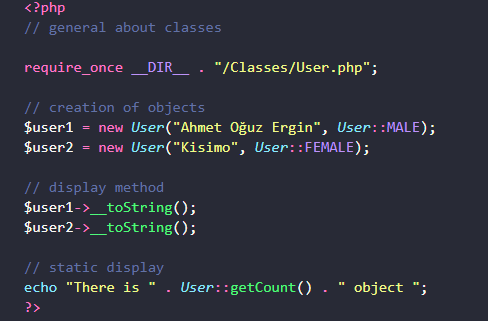 <?php
// general about classes
require_once __DIR__ . "/Classes/User.php";
// creation of objects
$user1 = new User("Ahmet Oğuz Ergin", User::MALE);
$user2 = new User("Kisimo", User::FEMALE);
// display method
$user1->__toString();
$user2->__toString();
// static display
echo "There is " . User::getCount() . " object ";
?>